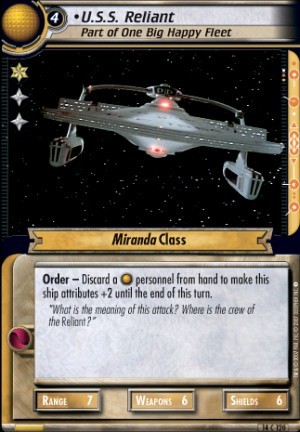 4 •U.S.S. Reliant
Part of One Big Happy Fleet
Miranda Class
Order – Discard a personnel from hand to make this
ship attributes +2 until the end of this turn.
"What is the meaning of this attack? Where is the crew of
the Reliant?"
RANGE 7 WEAPONS 6 SHIELDS 6
14 C 120